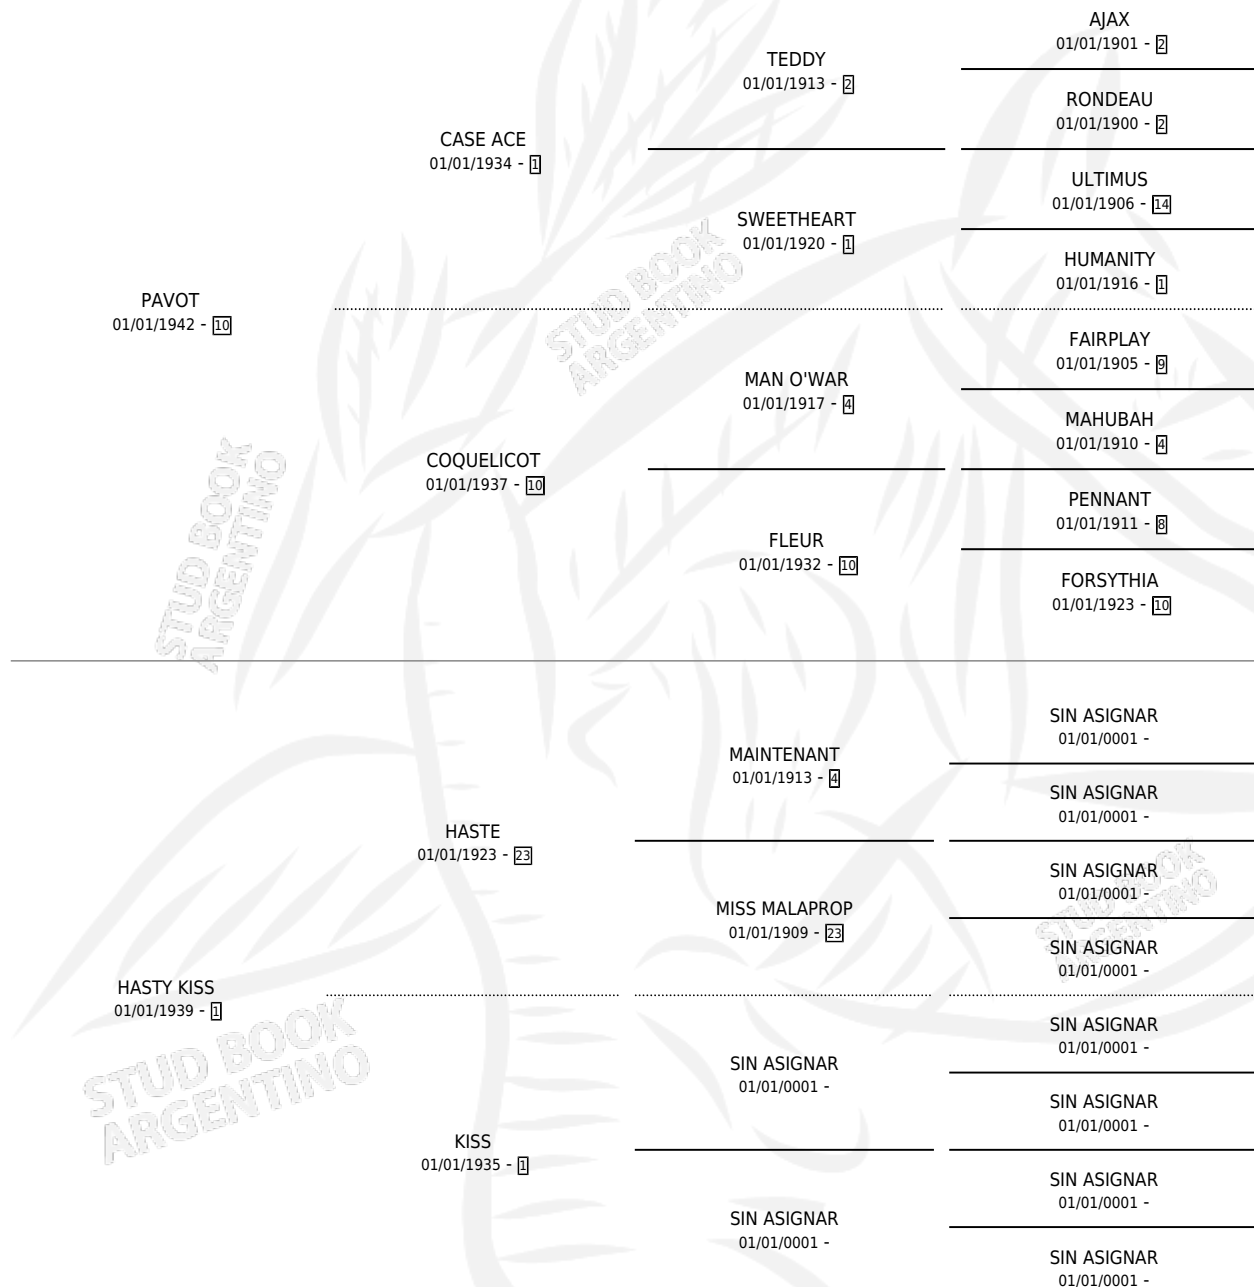 AJAX
01/01/1901 - 2
TEDDY
01/01/1913 - 2
RONDEAU
01/01/1900 - 2
CASE ACE
01/01/1934 - 1
ULTIMUS
01/01/1906 - 14
SWEETHEART
01/01/1920 - 1
HUMANITY
01/01/1916 - 1
PAVOT
01/01/1942 - 10
FAIRPLAY
01/01/1905 - 9
MAN O'WAR
01/01/1917 - 4
MAHUBAH
01/01/1910 - 4
COQUELICOT
01/01/1937 - 10
PENNANT
01/01/1911 - 8
FLEUR
01/01/1932 - 10
FORSYTHIA
01/01/1923 - 10
STUD BOOK
ARGENTINO
STUD BOOK
ARGENTINO
SIN ASIGNAR
01/01/0001 -
MAINTENANT
01/01/1913 - 4
SIN ASIGNAR
01/01/0001 -
HASTE
01/01/1923 - 23
SIN ASIGNAR
01/01/0001 -
MISS MALAPROP
01/01/1909 - 23
SIN ASIGNAR
01/01/0001 -
HASTY KISS
01/01/1939 - 1
SIN ASIGNAR
01/01/0001 -
SIN ASIGNAR
01/01/0001 -
SIN ASIGNAR
01/01/0001 -
KISS
01/01/1935 - 1
SIN ASIGNAR
01/01/0001 -
SIN ASIGNAR
01/01/0001 -
SIN ASIGNAR
01/01/0001 -
STUD BOOK
ARGENTINO
STUD BOOK
ARGENTINO